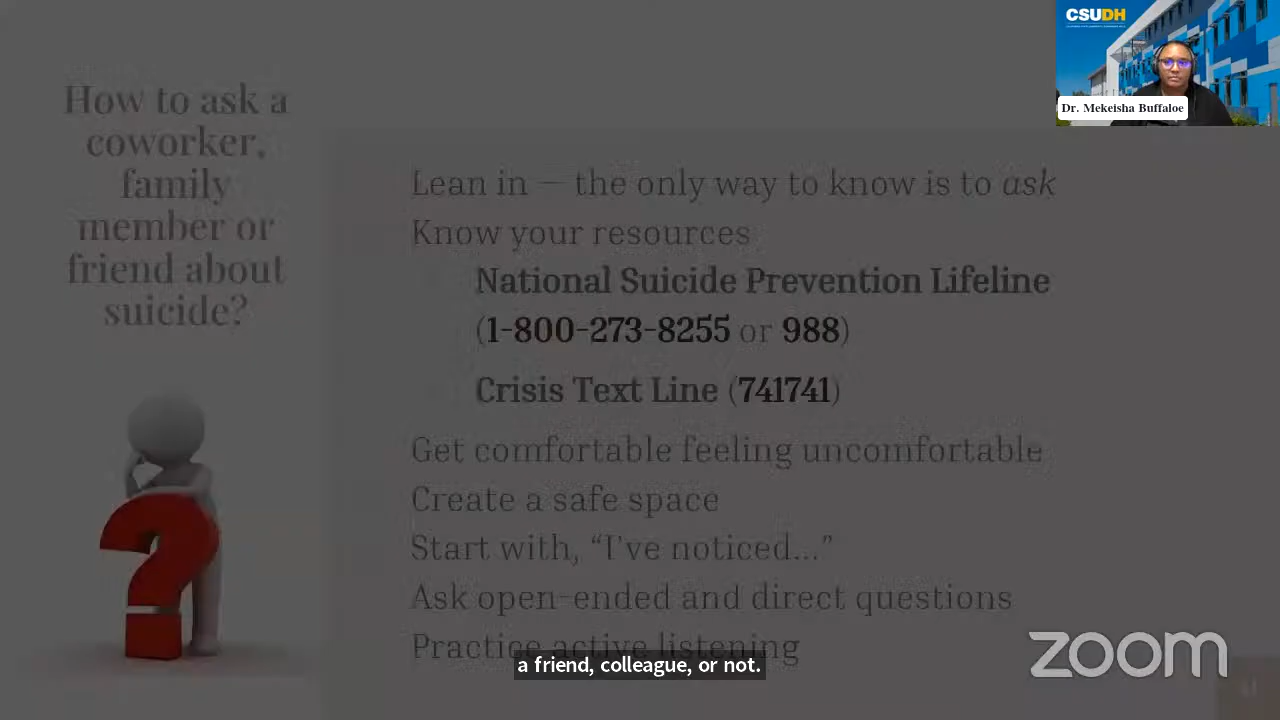 CSUDH
Dr. Mekeisha Buffaloe
How to ask a
coworker,
family
member or
friend about
suicide?
Lean in — the only way to know is to ask
Know your resources
National Suicide Prevention Lifeline
(1-800-273-8255 or 988)
Crisis Text Line (741741)
Get comfortable feeling uncomfortable
Create a safe space
Start with, “I’ve noticed...”
Ask open-ended and direct questions
Practice active listening
a friend, colleague, or not.
zoom